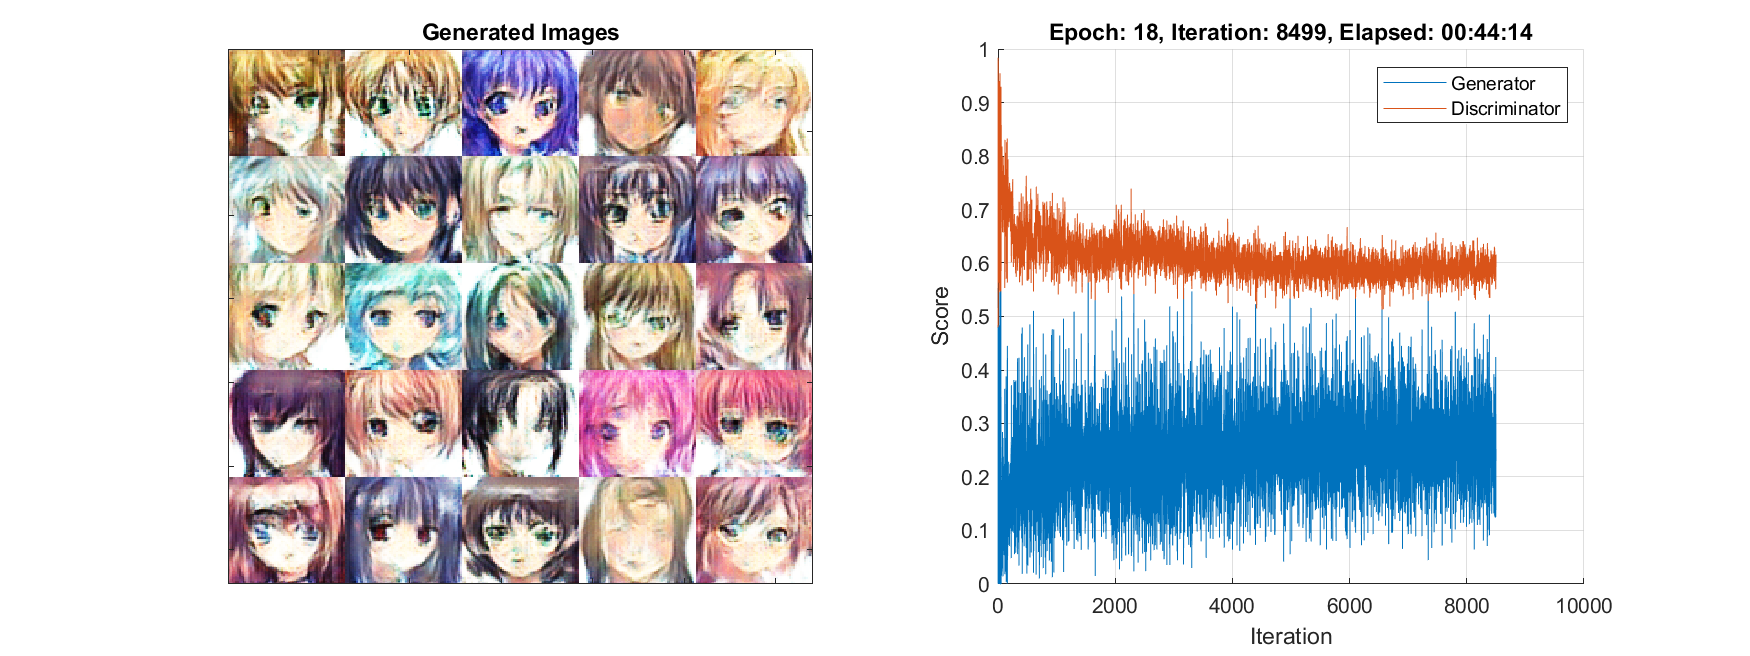 Generated Images
Epoch: 18, Iteration: 8499, Elapsed: 00:44:14
1
0.9
0.8
0.7
0.6
0.5
0.4
0.3
0.2
0.1
0
Score
Generator
Discriminator
0 2000 4000 6000 8000 10000
Iteration